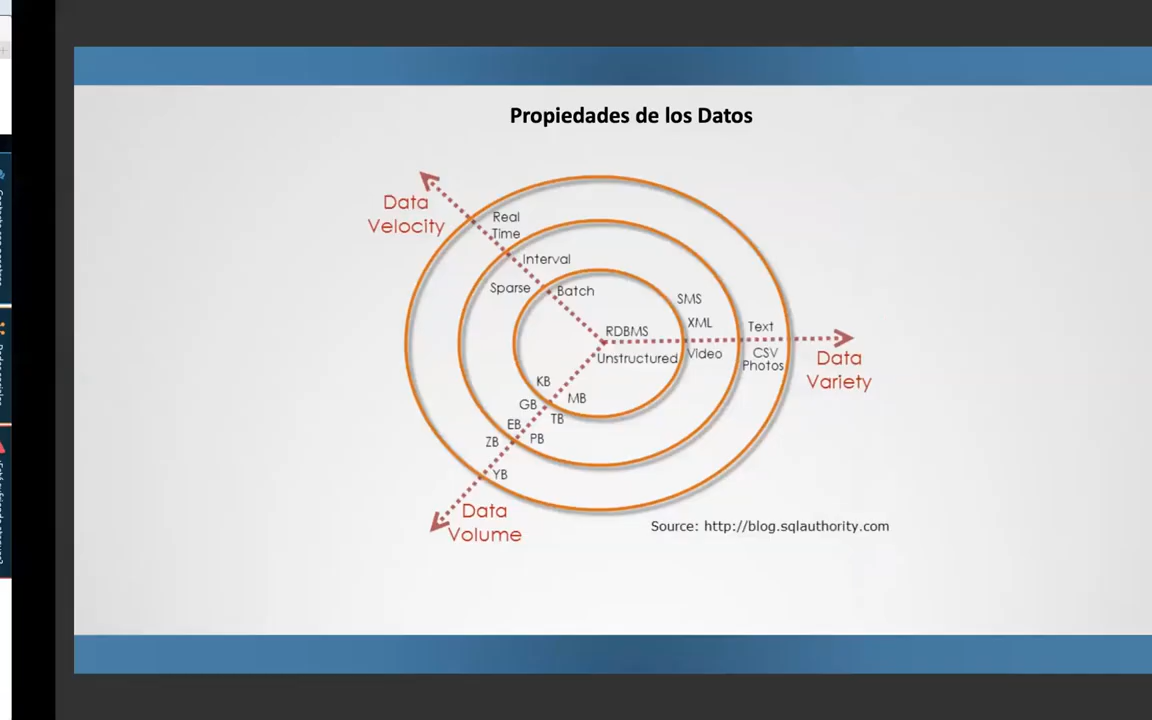 Propiedades de los Datos
Data
Velocity
Real
Time
Interval
Sparse
Batch
SMS
RDBMS
XML
Text
Unstructured
Video
CSV
Photos
Data
Variety
KB
MB
GB
TB
EB
PB
ZB
YB
Data
Volume
Source: http://blog.sqlauthority.com